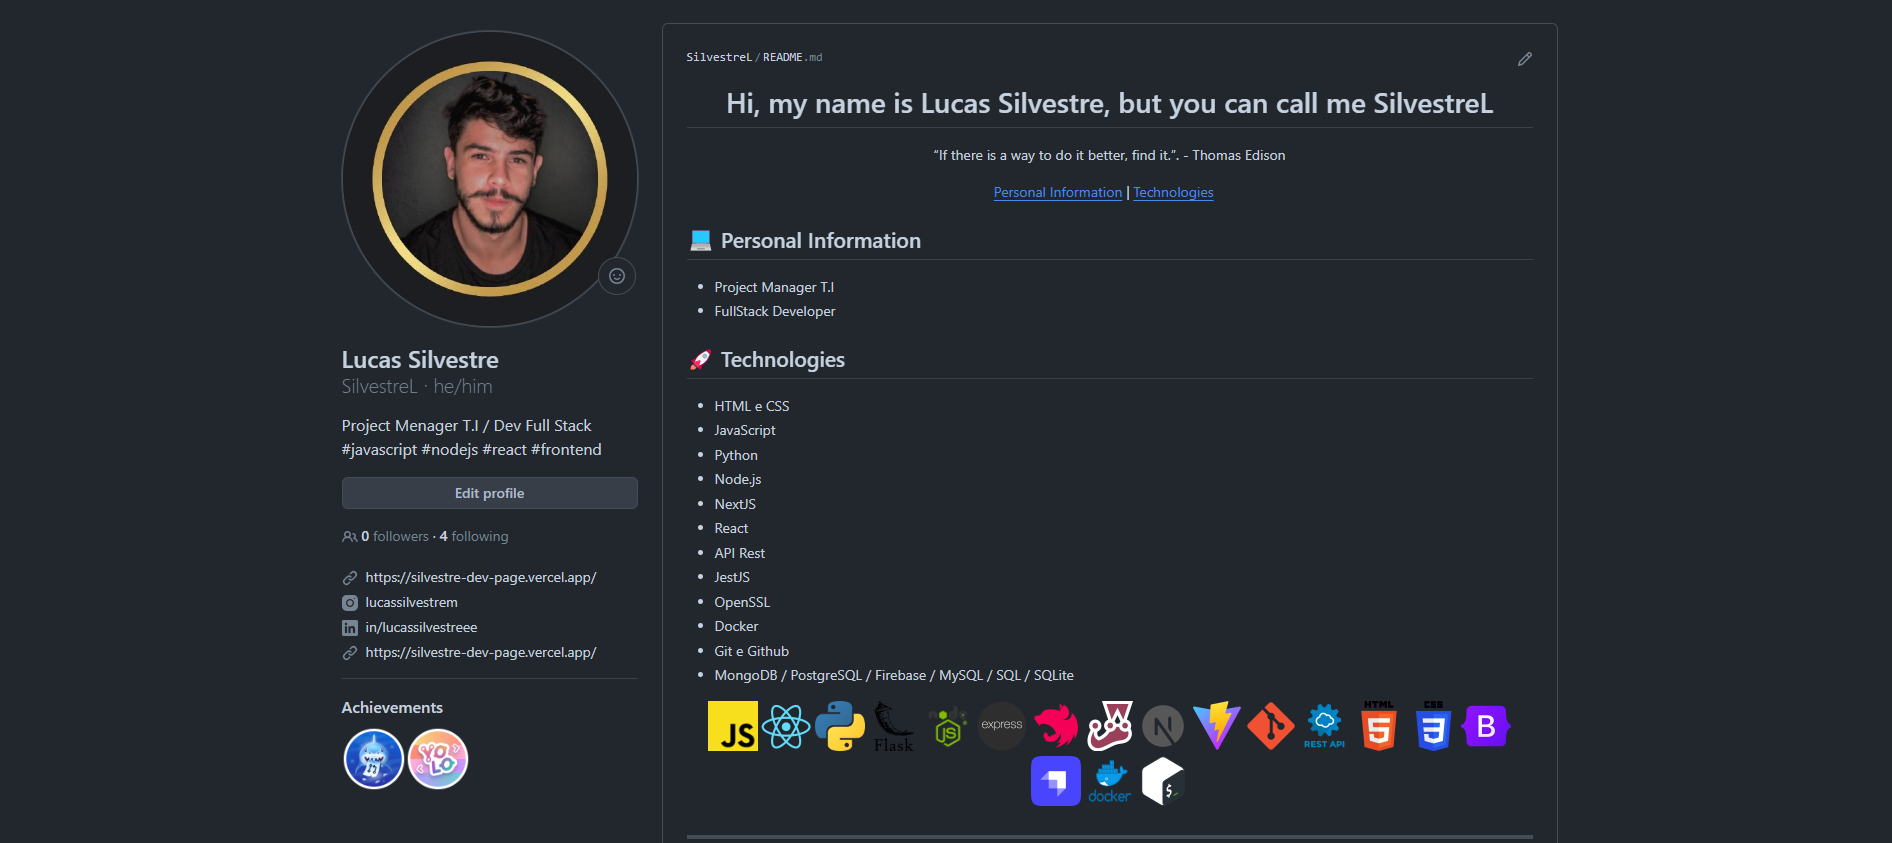 Lucas Silvestre
SilvestreL · he/him
Project Menager T.I / Dev Full Stack
#javascript #nodejs #react #frontend
Edit profile
0 followers · 4 following
https://silvestre-dev-page.vercel.app/
lucassilvestrem
in/lucassilvestreee
https://silvestre-dev-page.vercel.app/
Achievements
YOLO
SilvestreL/README.md
Hi, my name is Lucas Silvestre, but you can call me SilvestreL
“If there is a way to do it better, find it.”. - Thomas Edison
Personal Information | Technologies
Personal Information
Project Manager T.I
FullStack Developer
Technologies
HTML e CSS
JavaScript
Python
Node.js
NextJS
React
API Rest
JestJS
OpenSSL
Docker
Git e Github
MongoDB / PostgreSQL / Firebase / MySQL / SQL / SQLite
JS
Flask
node
JS
express
N
REST API
HTML
5
CSS
3
B
docker
$